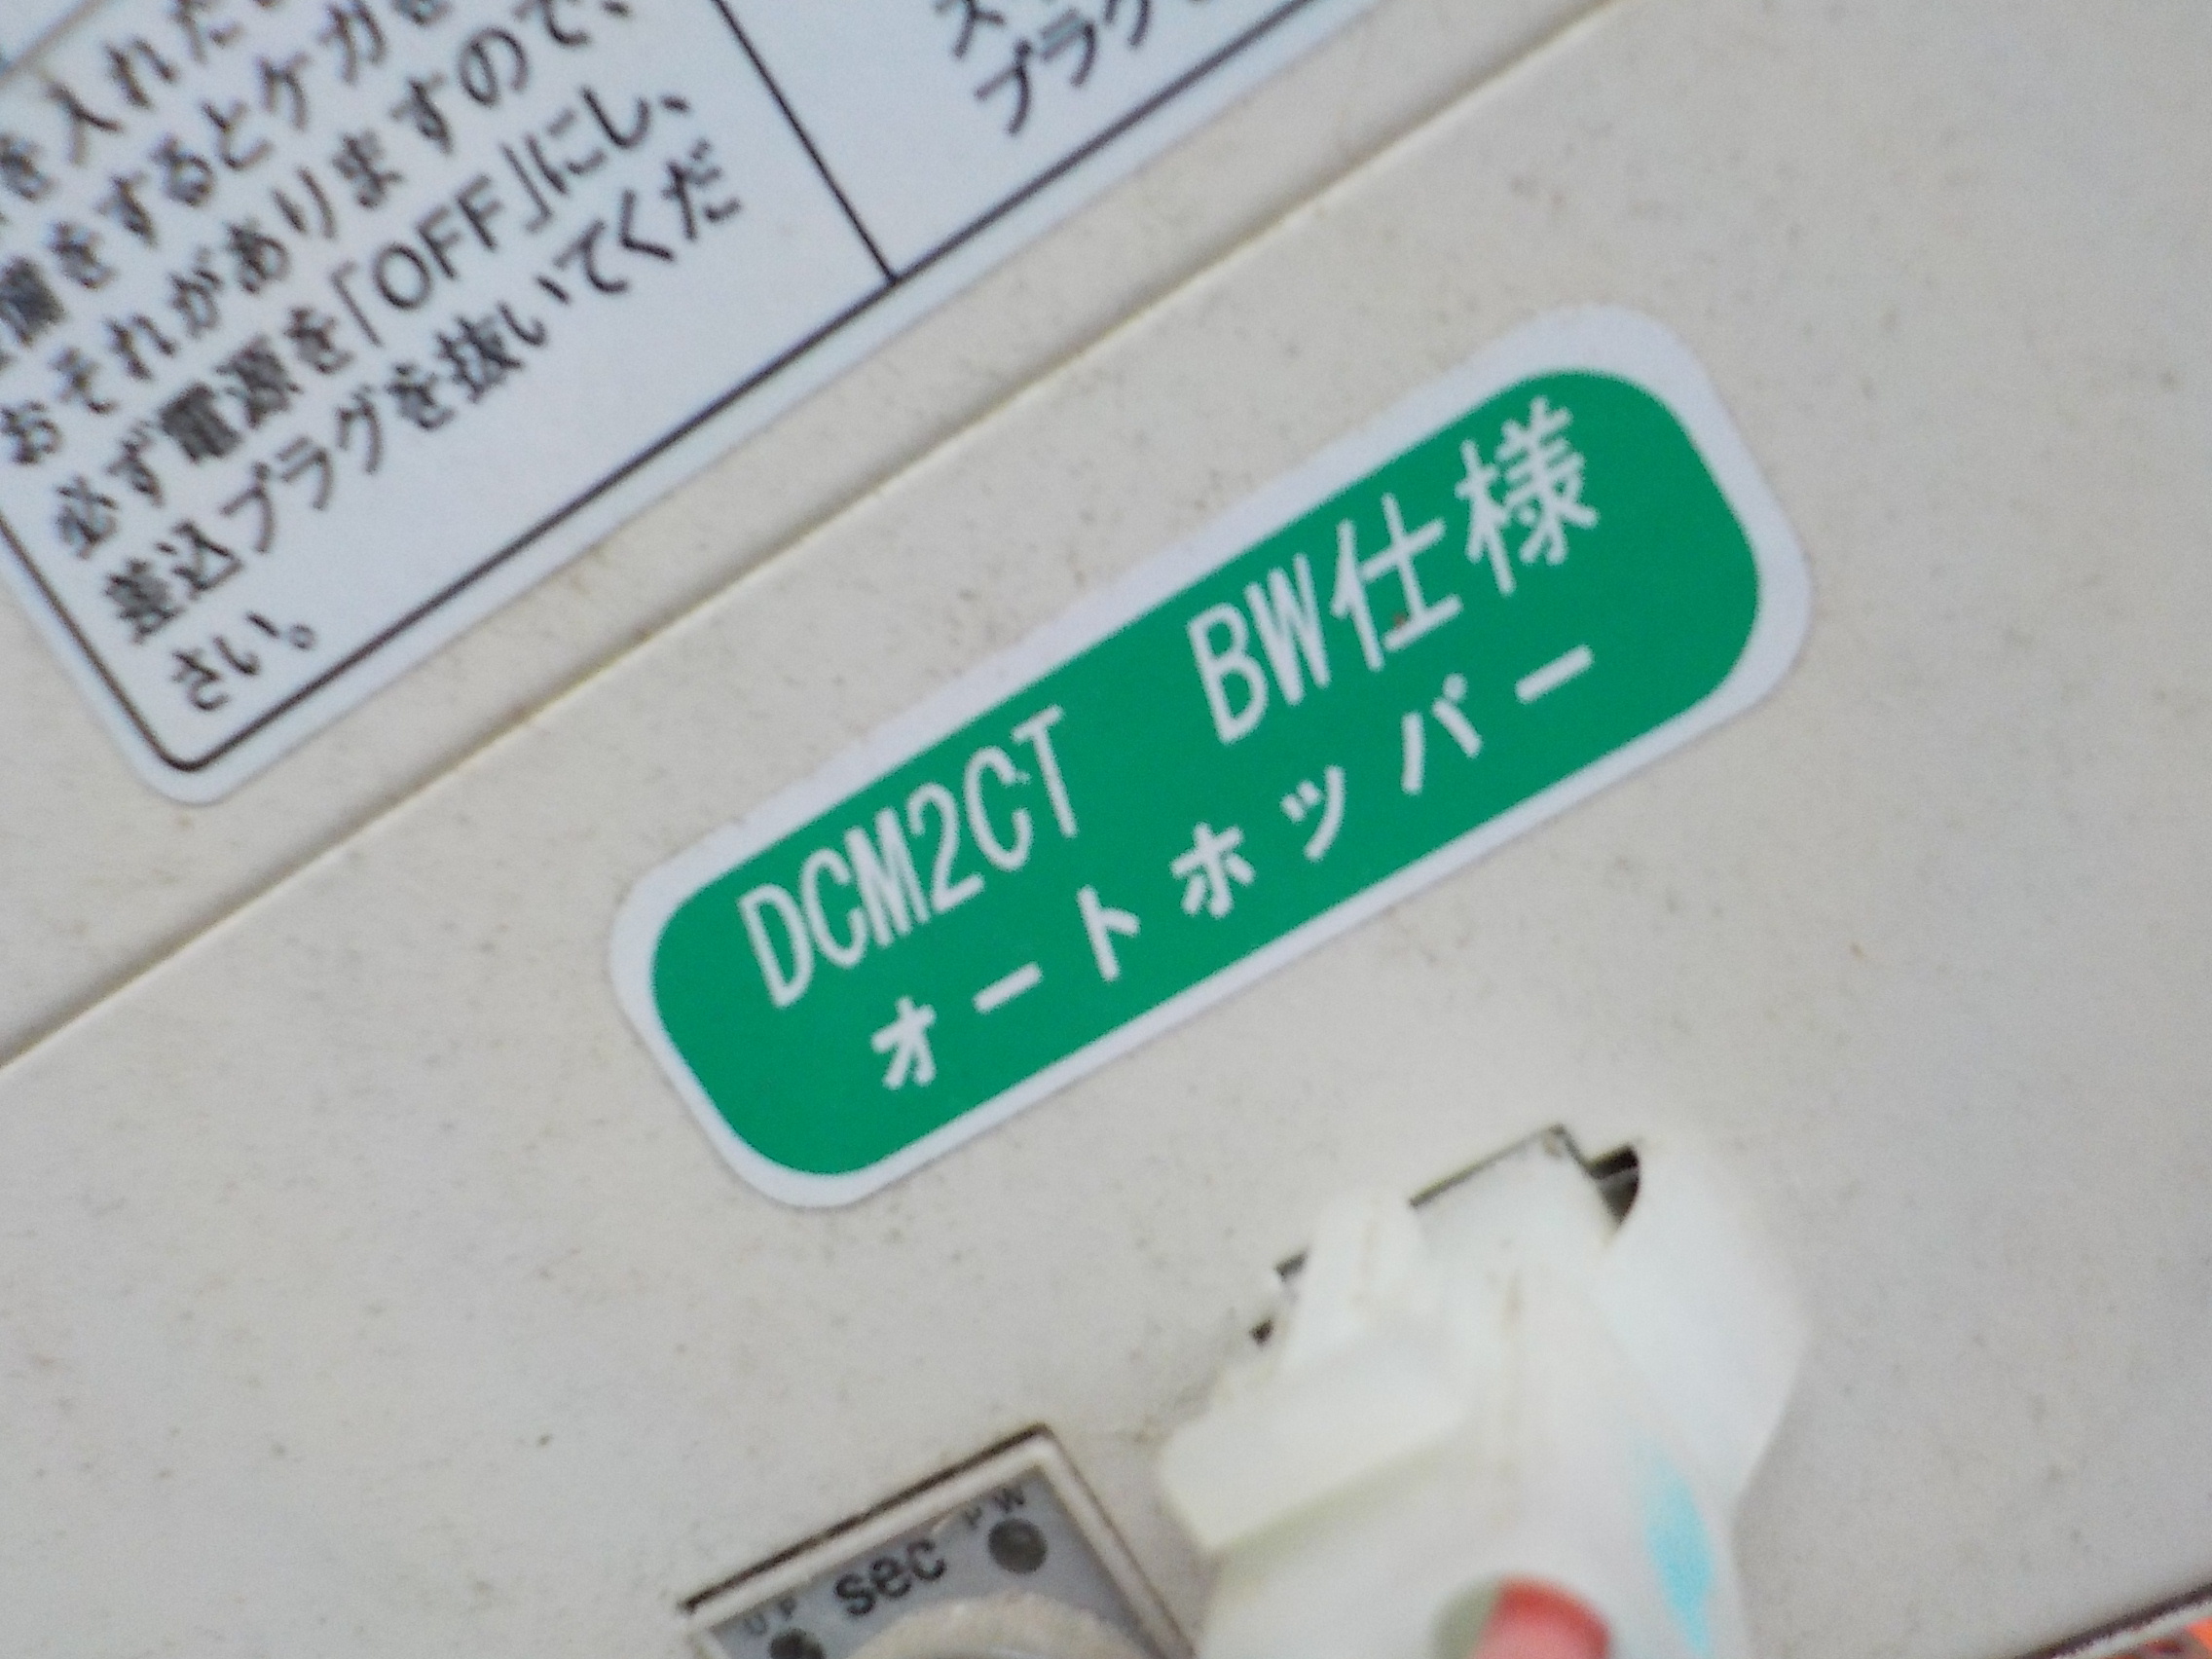 き入れた
備をするとケガを
おそれがありますので、
必ず電源を「OFF」にし、
差込プラグを抜いてくだ
さい。
プラグ
DCM2CT BW仕様
オートホッパー
UP sec PW